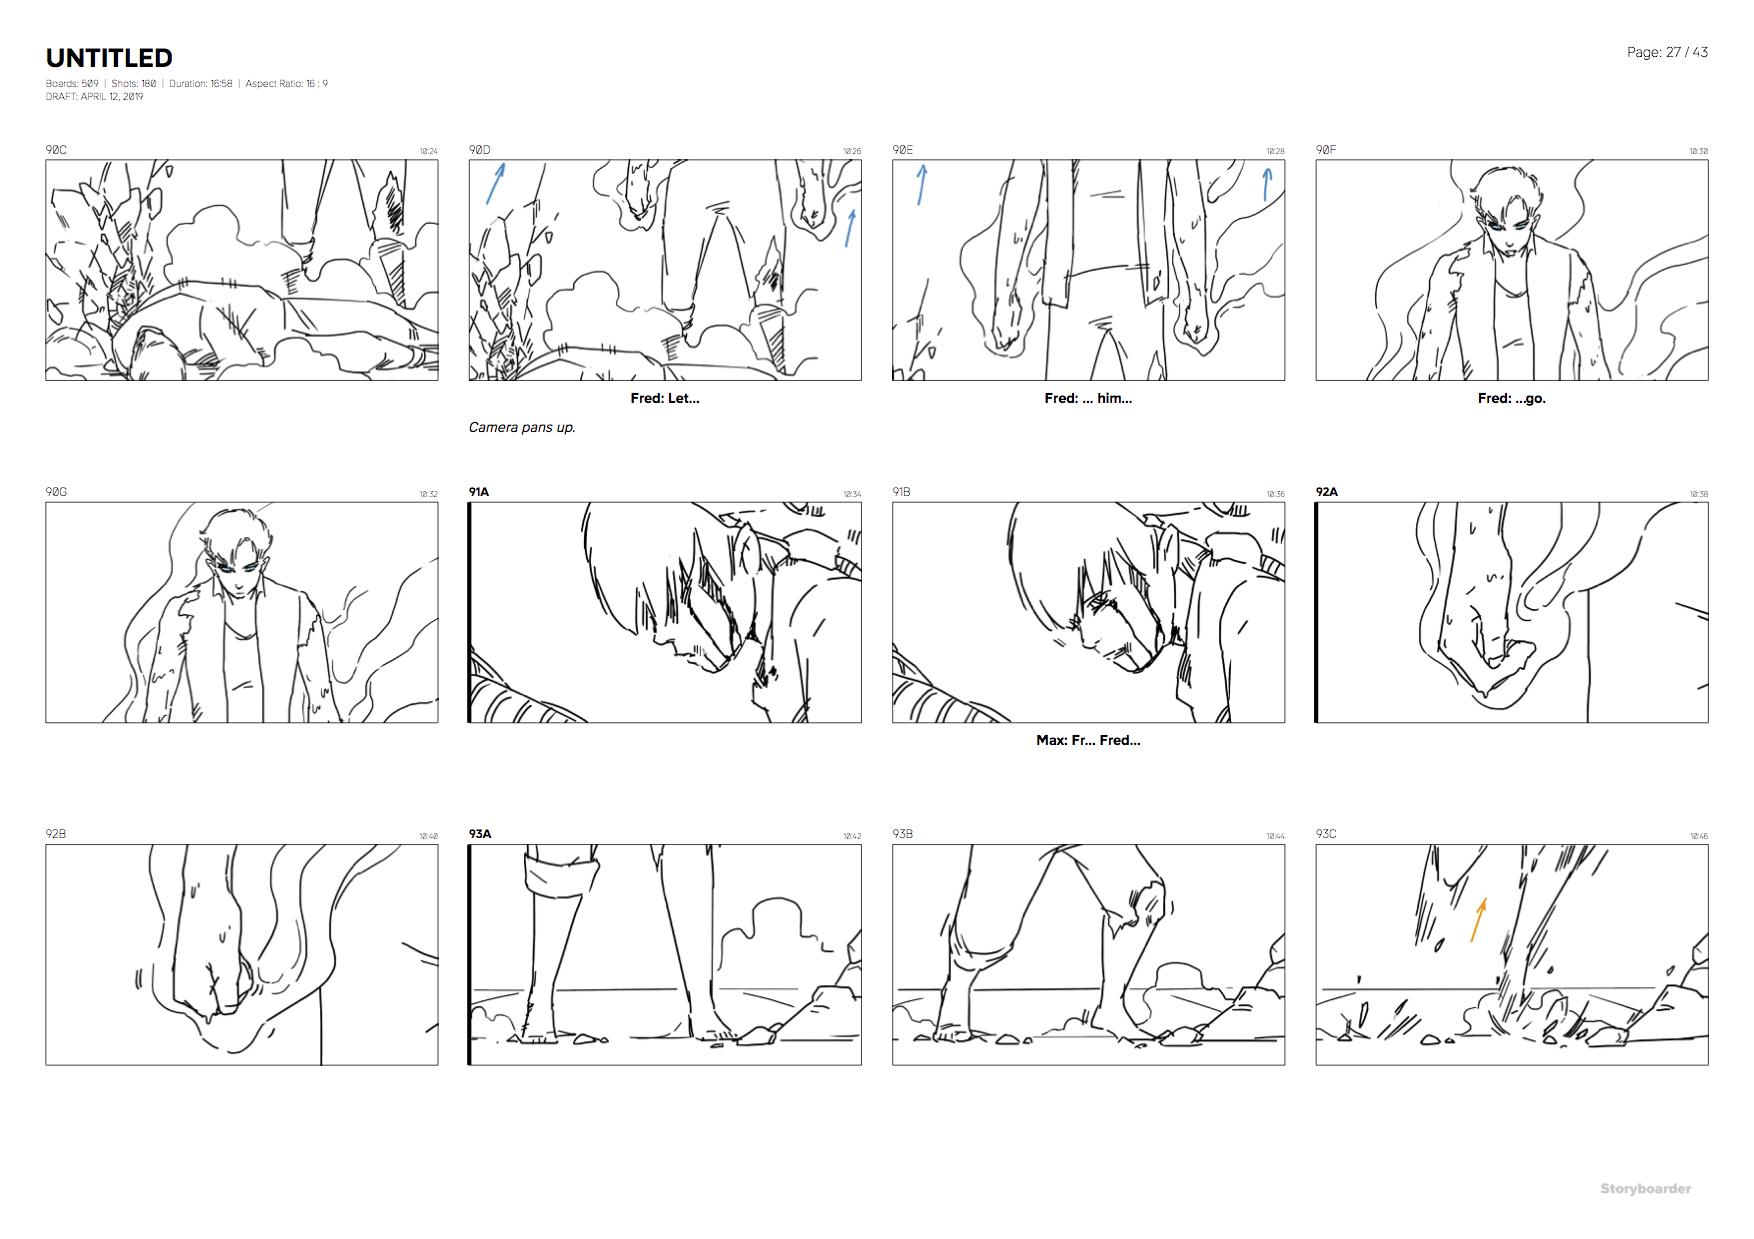 UNTITLED
Page: 27 / 43
Boards: 509 | Shots: 180 | Duration: 16:58 | Aspect Ratio: 16 : 9
DRAFT: APRIL 12, 2019
90C 10:24
90D 10:26
90E 10:28
90F 10:30
Fred: Let...
Fred: ... him...
Fred: ...go.
Camera pans up.
90G 10:32
91A 10:34
91B 10:36
92A 10:38
Max: Fr... Fred...
92B 10:40
93A 10:42
93B 10:44
93C 10:46
Storyboarder